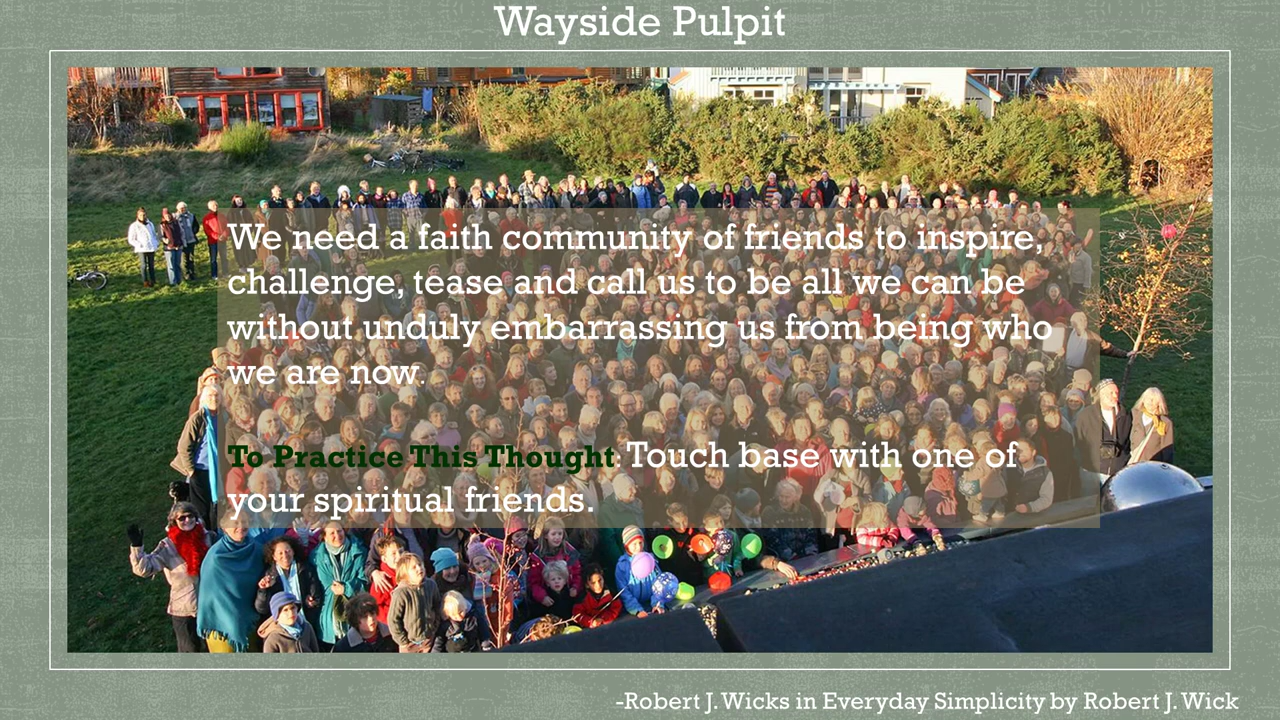 Wayside Pulpit
We need a faith community of friends to inspire,
challenge, tease and call us to be all we can be
without unduly embarrassing us from being who
we are now.
To Practice This Thought: Touch base with one of
your spiritual friends.
-Robert J. Wicks in Everyday Simplicity by Robert J. Wick